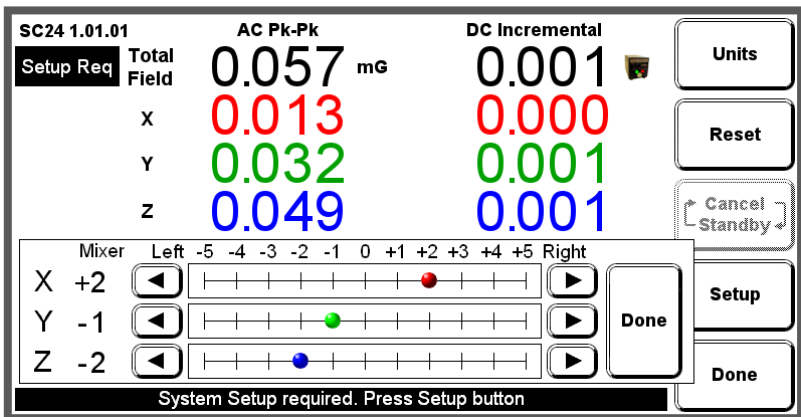 SC24 1.01.01 AC Pk-Pk DC Incremental
Setup Req Total Field 0.057 mG 0.001 Units
X 0.013 0.000 Reset
Y 0.032 0.001
Z 0.049 0.001 Cancel Standby
Mixer Left -5 -4 -3 -2 -1 0 +1 +2 +3 +4 +5 Right
X +2 Setup
Y -1 Done
Z -2 Done
System Setup required. Press Setup button